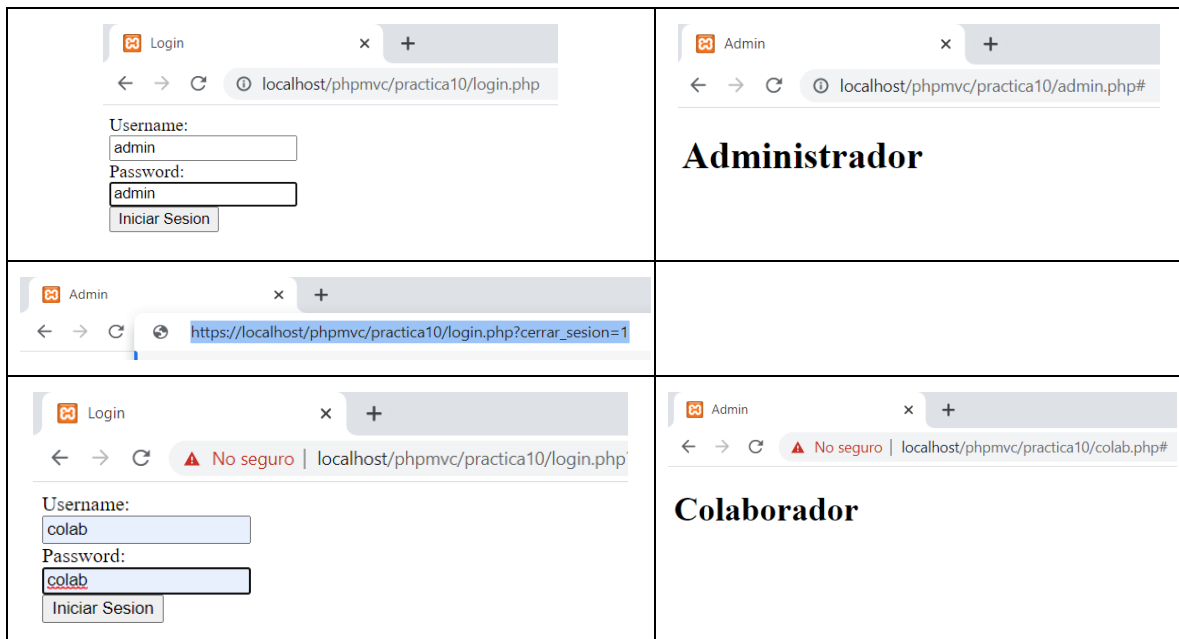 Login
localhost/phpmvc/practica10/login.php
Username:
admin
Password:
admin
Iniciar Sesion
Admin
localhost/phpmvc/practica10/admin.php#
Administrador
Admin
https://localhost/phpmvc/practica10/login.php?cerrar_sesion=1
Login
No seguro | localhost/phpmvc/practica10/login.php?
Username:
colab
Password:
colab
Iniciar Sesion
Admin
No seguro | localhost/phpmvc/practica10/colab.php#
Colaborador